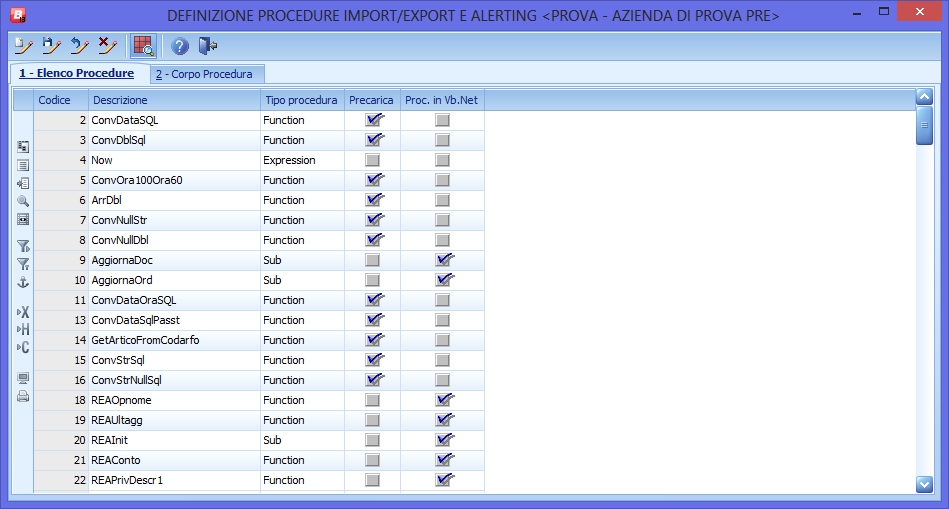 DEFINIZIONE PROCEDURE IMPORT/EXPORT E ALERTING <PROVA - AZIENDA DI PROVA PRE>
1 - Elenco Procedure 2 - Corpo Procedura
Codice Descrizione Tipo procedura Precarica Proc. in Vb.Net
2 ConvDataSQL Function
3 ConvDblSql Function
4 Now Expression
5 ConvOra100Ora60 Function
6 ArrDbl Function
7 ConvNullStr Function
8 ConvNullDbl Function
9 AggiornaDoc Sub
10 AggiornaOrd Sub
11 ConvDataOraSQL Function
13 ConvDataSqlPasst Function
14 GetArticoFromCodarfo Function
15 ConvStrSql Function
16 ConvStrNullSql Function
18 REAOpnome Function
19 REAUltagg Function
20 REAInit Sub
21 REAConto Function
22 REAPrivDescr1 Function